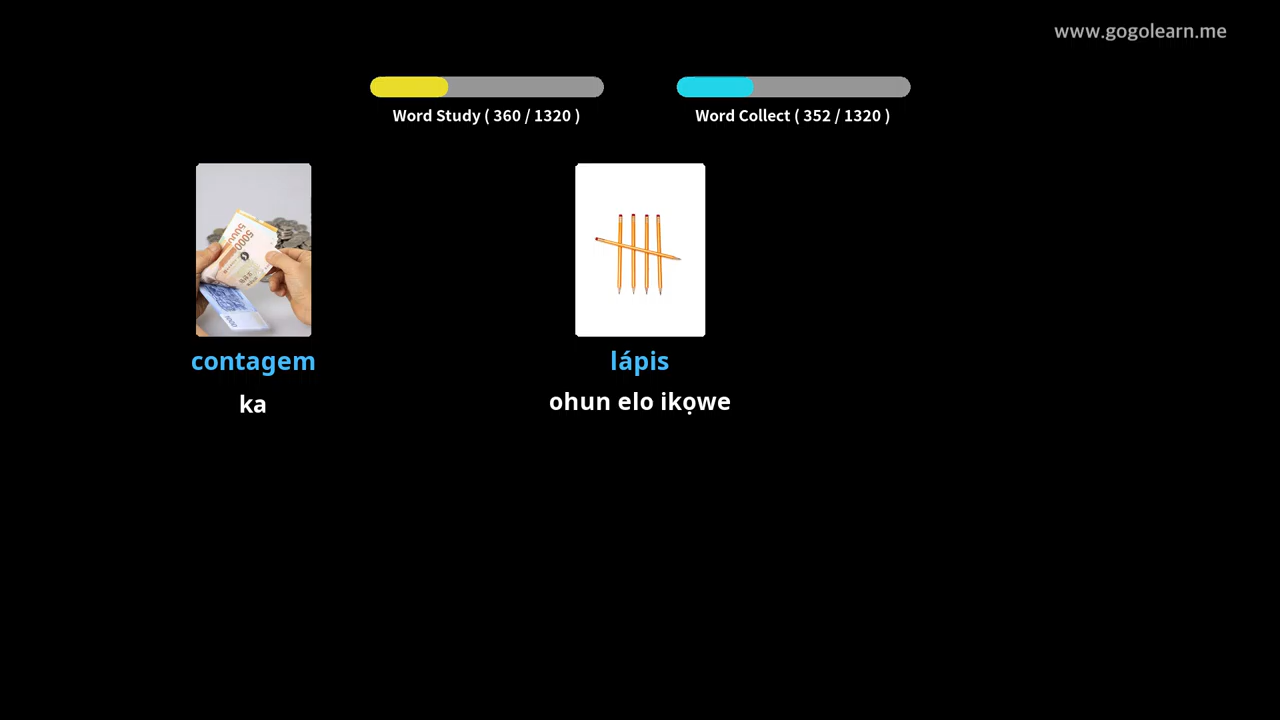 www.gogolearn.me
Word Study ( 360 / 1320 )
Word Collect ( 352 / 1320 )
contagem
lápis
ka
ohun elo ikọwe